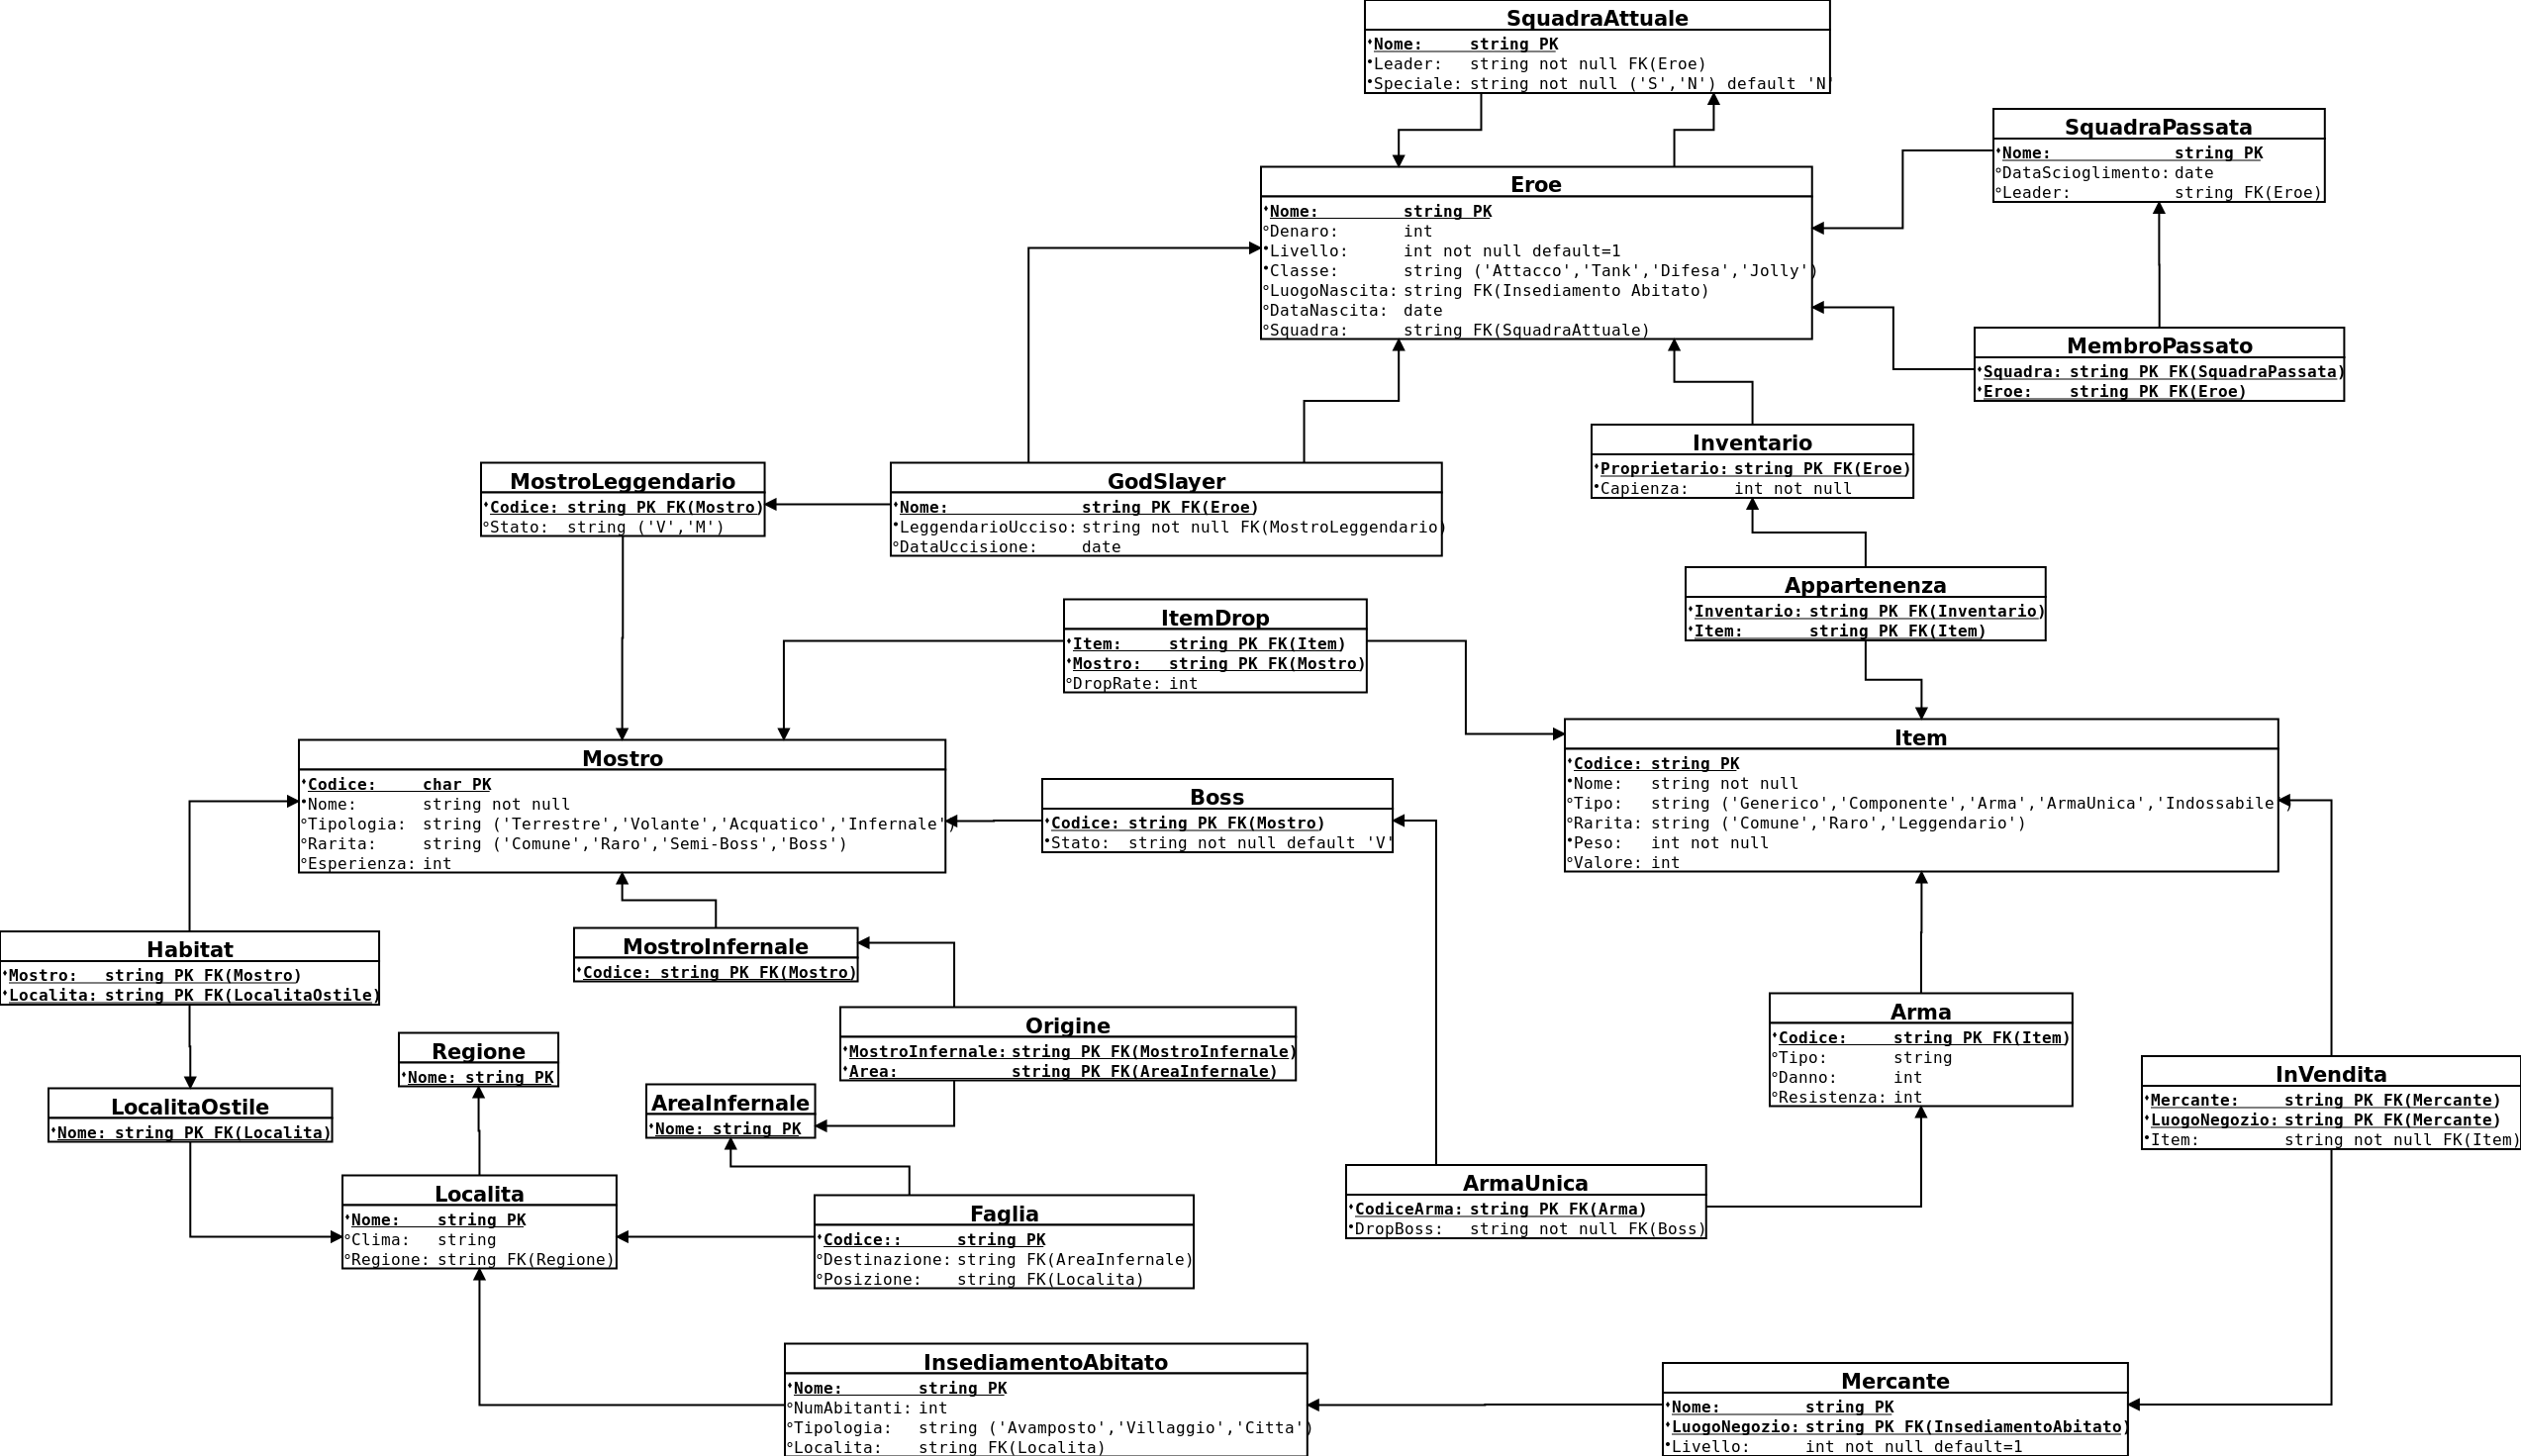 SquadraAttuale
Nome: string PK
Leader: string not null FK(Eroe)
Speciale: string not null ('S','N') default 'N'
SquadraPassata
Nome: string PK
DataScioglimento: date
Leader: string FK(Eroe)
Eroe
Nome: string PK
Denaro: int
Livello: int not null default=1
Classe: string ('Attacco','Tank','Difesa','Jolly')
LuogoNascita: string FK(Insediamento Abitato)
DataNascita: date
Squadra: string FK(SquadraAttuale)
MembroPassato
Squadra: string PK FK(SquadraPassata)
Eroe: string PK FK(Eroe)
Inventario
Proprietario: string PK FK(Eroe)
Capienza: int not null
MostroLeggendario
Codice: string PK FK(Mostro)
Stato: string ('V','M')
GodSlayer
Nome: string PK FK(Eroe)
LeggendarioUcciso: string not null FK(MostroLeggendario)
DataUccisione: date
Appartenenza
Inventario: string PK FK(Inventario)
Item: string PK FK(Item)
ItemDrop
Item: string PK FK(Item)
Mostro: string PK FK(Mostro)
DropRate: int
Mostro
Codice: char PK
Nome: string not null
Tipologia: string ('Terrestre','Volante','Acquatico','Infernale')
Rarita: string ('Comune','Raro','Semi-Boss','Boss')
Esperienza: int
Boss
Codice: string PK FK(Mostro)
Stato: string not null default 'V'
Item
Codice: string PK
Nome: string not null
Tipo: string ('Generico','Componente','Arma','ArmaUnica','Indossabile')
Rarita: string ('Comune','Raro','Leggendario')
Peso: int not null
Valore: int
Habitat
Mostro: string PK FK(Mostro)
Localita: string PK FK(LocalitaOstile)
MostroInfernale
Codice: string PK FK(Mostro)
Origine
MostroInfernale: string PK FK(MostroInfernale)
Area: string PK FK(AreaInfernale)
Regione
Nome: string PK
Arma
Codice: string PK FK(Item)
Tipo: string
Danno: int
Resistenza: int
LocalitaOstile
Nome: string PK FK(Localita)
AreaInfernale
Nome: string PK
InVendita
Mercante: string PK FK(Mercante)
LuogoNegozio: string PK FK(Mercante)
Item: string not null FK(Item)
Localita
Nome: string PK
Clima: string
Regione: string FK(Regione)
Faglia
Codice:: string PK
Destinazione: string FK(AreaInfernale)
Posizione: string FK(Localita)
ArmaUnica
CodiceArma: string PK FK(Arma)
DropBoss: string not null FK(Boss)
InsediamentoAbitato
Nome: string PK
NumAbitanti: int
Tipologia: string ('Avamposto','Villaggio','Citta')
Localita: string FK(Localita)
Mercante
Nome: string PK
LuogoNegozio: string PK FK(InsediamentoAbitato)
Livello: int not null default=1